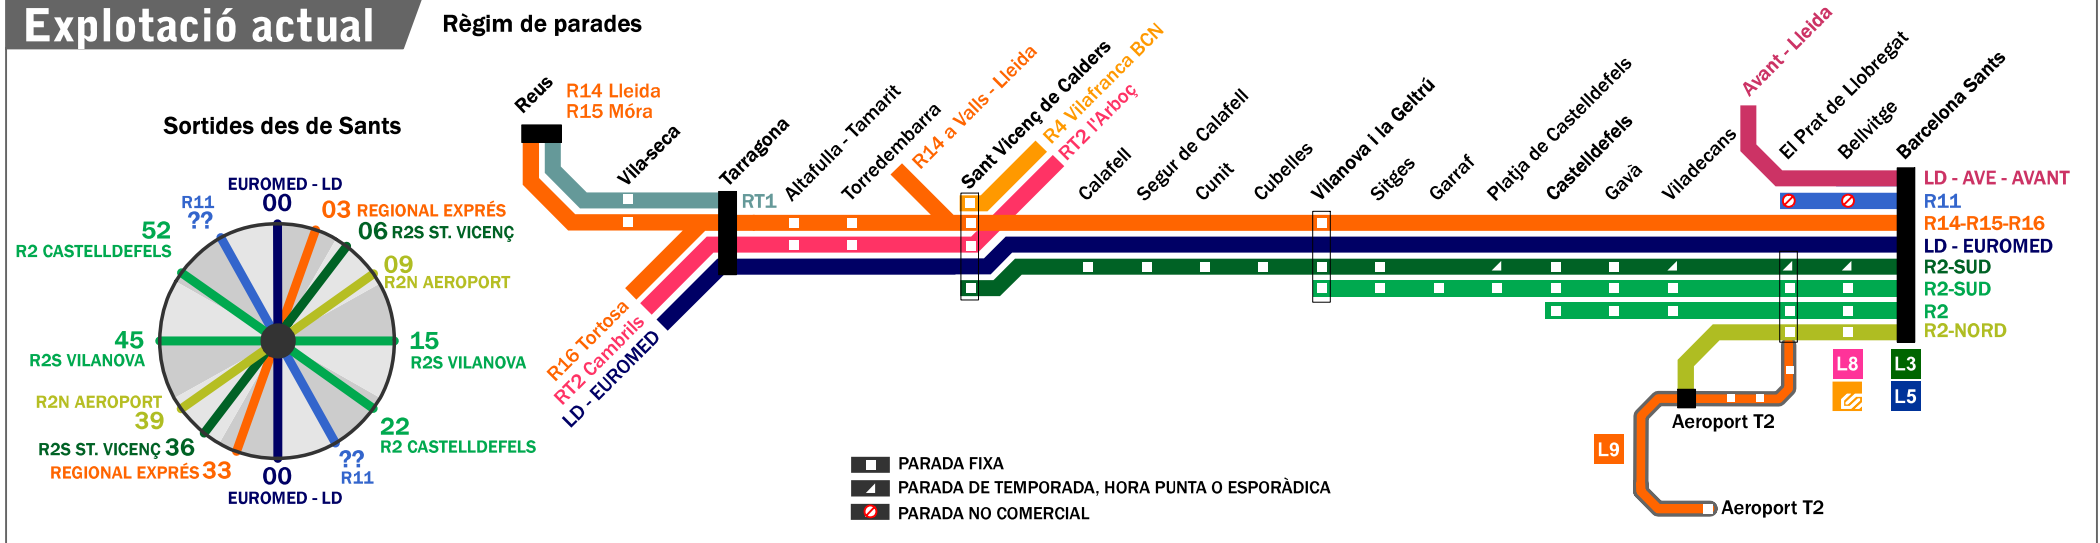 Explotació actual
Règim de parades
Sortides des de Sants
EUROMED - LD
00
03 REGIONAL EXPRÉS
06 R2S ST. VICENÇ
09
R2N AEROPORT
15
R2S VILANOVA
22
R2 CASTELLDEFELS
??
R11
00
EUROMED - LD
REGIONAL EXPRÉS 33
R2S ST. VICENÇ 36
R2N AEROPORT
39
45
R2S VILANOVA
52
R2 CASTELLDEFELS
R11
??
Reus
R14 Lleida
R15 Móra
Vila-seca
Tarragona
RT1
Altafulla - Tamarit
Torredembarra
R14 a Valls - Lleida
Sant Vicenç de Calders
R4 Vilafranca BCN
RT2 l'Arboç
Calafell
Segur de Calafell
Cunit
Cubelles
Vilanova i la Geltrú
Sitges
Garraf
Platja de Castelldefels
Castelldefels
Gavà
Viladecans
Avant - Lleida
El Prat de Llobregat
Bellvitge
Barcelona Sants
LD - AVE - AVANT
R11
R14-R15-R16
LD - EUROMED
R2-SUD
R2-SUD
R2
R2-NORD
R16 Tortosa
RT2 Cambrils
LD - EUROMED
L8
L3
L5
L9
Aeroport T2
Aeroport T2
PARADA FIXA
PARADA DE TEMPORADA, HORA PUNTA O ESPORÀDICA
PARADA NO COMERCIAL